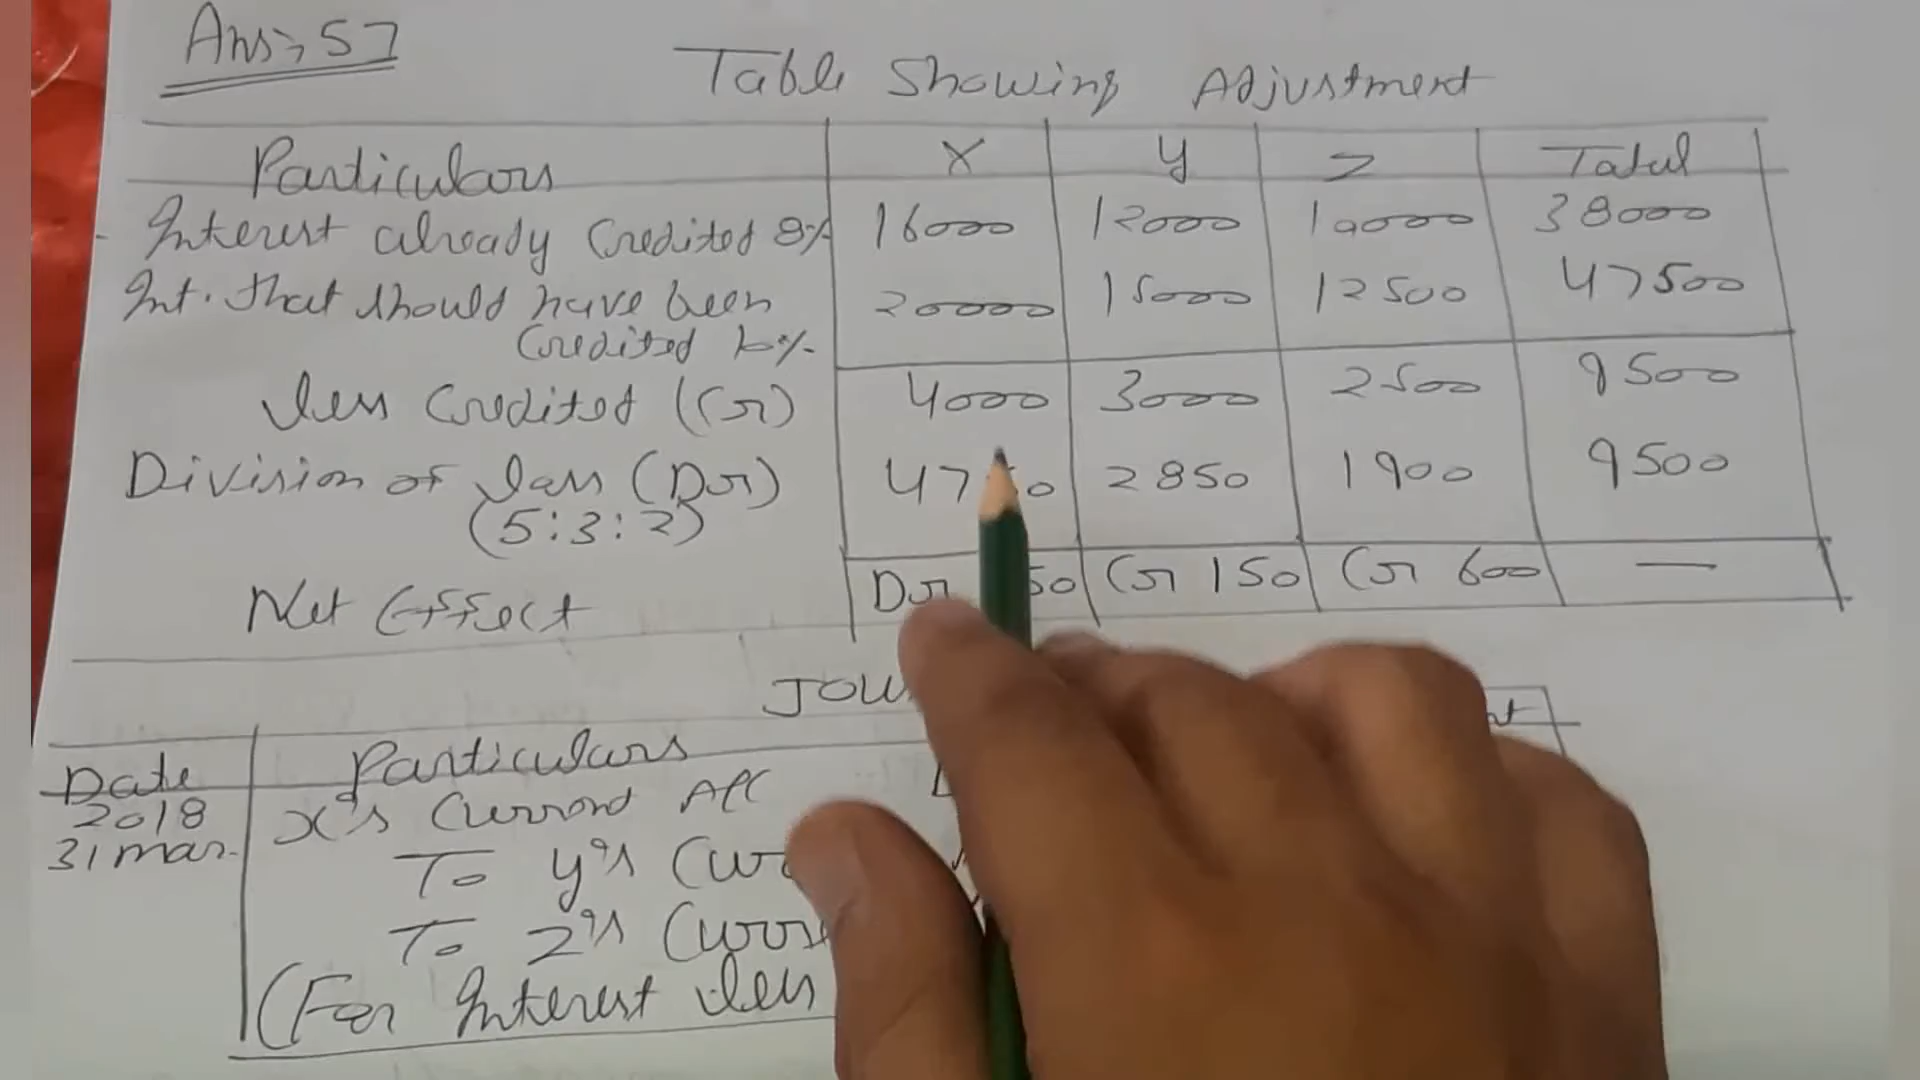 Ans⇒ 57
Table Showing Adjustment
Particulars X Y Z Total
Interest already Credited 8% 16000 12000 10000 38000
Int. that should have been 20000 15000 12500 47500
Credited 10%
less Credited (Cr) 4000 3000 2500 9500
Division of loss (Dr) 2850 1900 9500
(5:3:2)
Net Effect Dr Cr 150 Cr 600 —
Date Particulars
2018 X's Current A/C
31 mar. To Y's
To Z's
(For Interest less